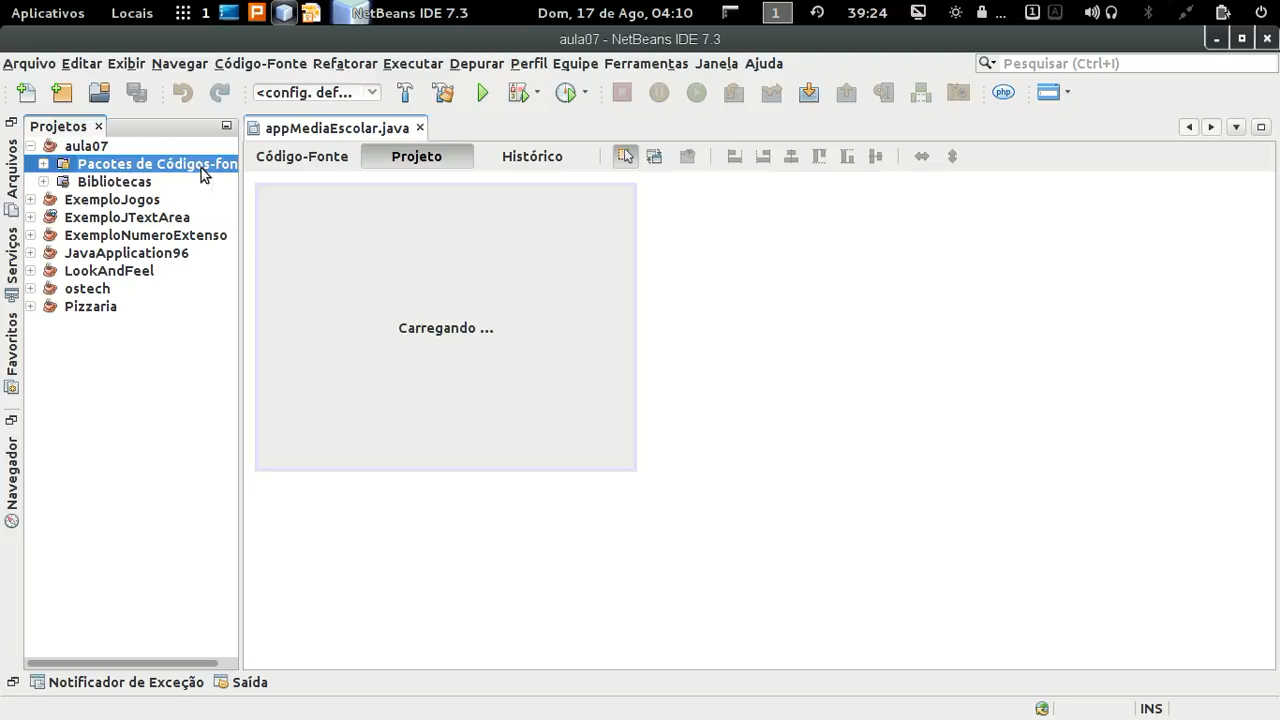 Aplicativos Locais 1 NetBeans IDE 7.3 Dom, 17 de Ago, 04:10 1 39:24 1 A
aula07 - NetBeans IDE 7.3
Arquivo Editar Exibir Navegar Código-Fonte Refatorar Executar Depurar Perfil Equipe Ferramentas Janela Ajuda Pesquisar (Ctrl+I)
<config. def... php
Projetos
appMediaEscolar.java
Código-Fonte Projeto Histórico
aula07
Pacotes de Códigos-fon
Bibliotecas
ExemploJogos
ExemploJTextArea
ExemploNumeroExtenso
JavaApplication96
LookAndFeel
ostech
Pizzaria
Arquivos
Serviços
Favoritos
Navegador
Carregando ...
Notificador de Exceção Saída
INS